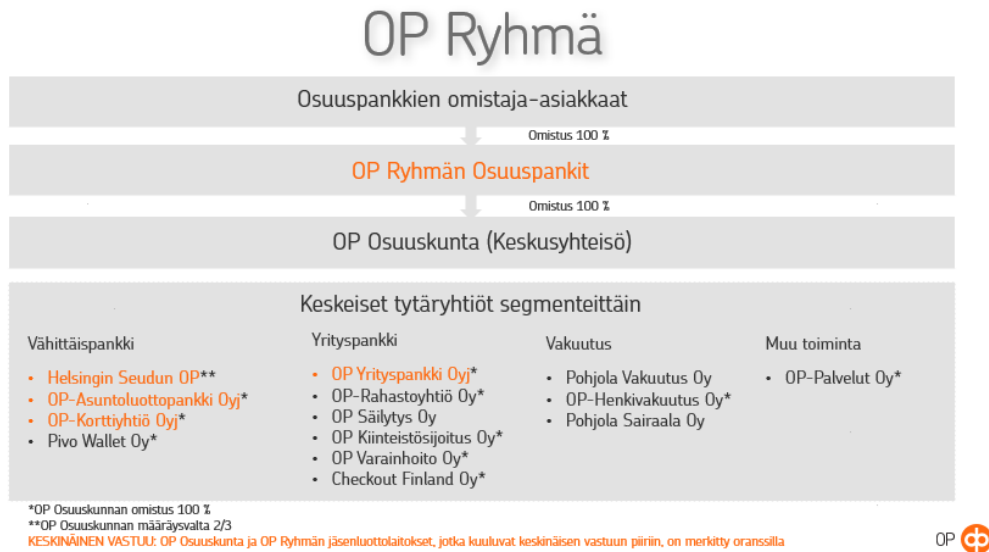 OP Ryhmä
Osuuspankkien omistaja-asiakkaat
Omistus 100 %
OP Ryhmän Osuuspankit
Omistus 100 %
OP Osuuskunta (Keskusyhteisö)
Keskeiset tytäryhtiöt segmenteittäin
Vähittäispankki
• Helsingin Seudun OP**
• OP-Asuntoluottopankki Oyj*
• OP-Korttiyhtiö Oyj*
• Pivo Wallet Oy*
Yrityspankki
• OP Yrityspankki Oyj*
• OP-Rahastoyhtiö Oy*
• OP Säilytys Oy
• OP Kiinteistösijoitus Oy*
• OP Varainhoito Oy*
• Checkout Finland Oy*
Vakuutus
• Pohjola Vakuutus Oy
• OP-Henkivakuutus Oy*
• Pohjola Sairaala Oy
Muu toiminta
• OP-Palvelut Oy*
*OP Osuuskunnan omistus 100 %
**OP Osuuskunnan määräysvalta 2/3
KESKINÄINEN VASTUU: OP Osuuskunta ja OP Ryhmän jäsenluottolaitokset, jotka kuuluvat keskinäisen vastuun piiriin, on merkitty oranssilla
OP